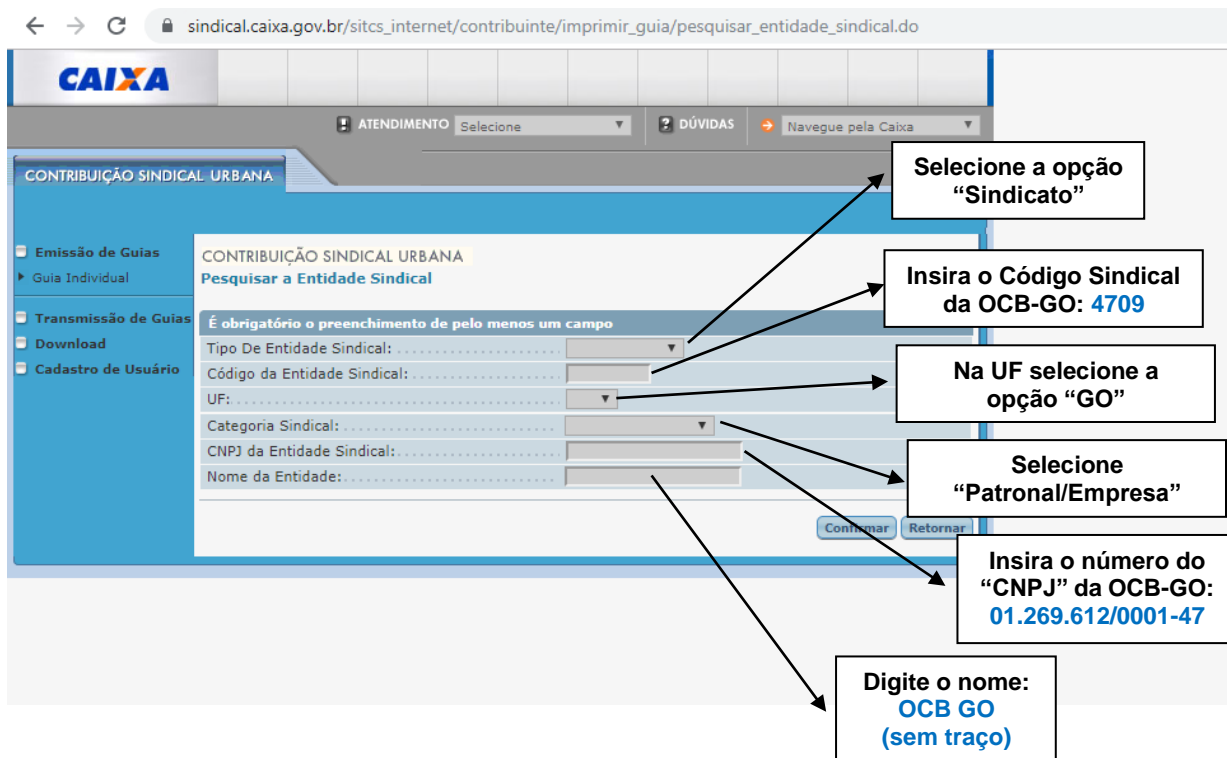 sindical.caixa.gov.br/sitcs_internet/contribuinte/imprimir_guia/pesquisar_entidade_sindical.do
CAIXA
ATENDIMENTO Selecione DÚVIDAS Navegue pela Caixa
CONTRIBUIÇÃO SINDICAL URBANA
Emissão de Guias
Guia Individual
Transmissão de Guias
Download
Cadastro de Usuário
CONTRIBUIÇÃO SINDICAL URBANA
Pesquisar a Entidade Sindical
É obrigatório o preenchimento de pelo menos um campo
Tipo De Entidade Sindical:
Código da Entidade Sindical:
UF:
Categoria Sindical:
CNPJ da Entidade Sindical:
Nome da Entidade:
Confirmar Retornar
Selecione a opção
“Sindicato”
Insira o Código Sindical
da OCB-GO: 4709
Na UF selecione a
opção “GO”
Selecione
“Patronal/Empresa”
Insira o número do
“CNPJ” da OCB-GO:
01.269.612/0001-47
Digite o nome:
OCB GO
(sem traço)